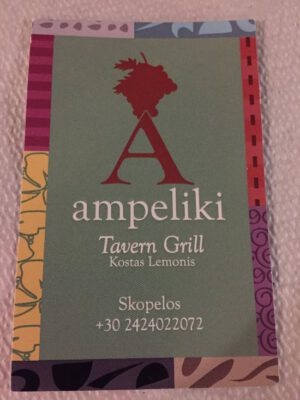 A
ampeliki
Tavern Grill
Kostas Lemonis
Skopelos
+30 2424022072